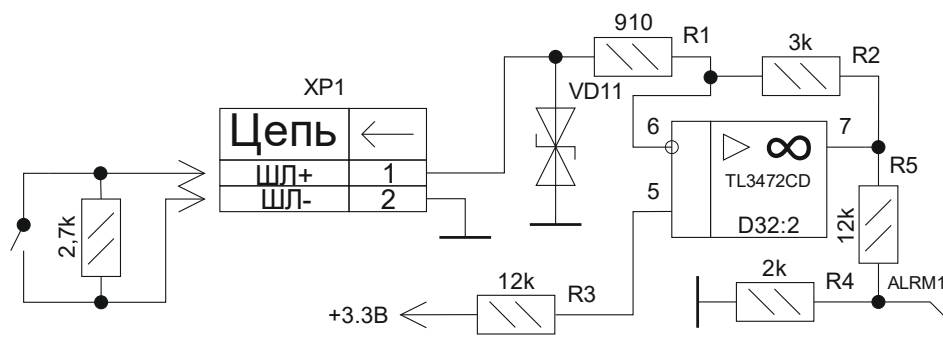 910
R1
3k
R2
XP1
VD11
Цепь
6
7
∞
TL3472CD
R5
ШЛ+ 1
5
ШЛ- 2
2,7k
D32:2
12k
2k
12k
R3
R4
ALRM1
+3.3В